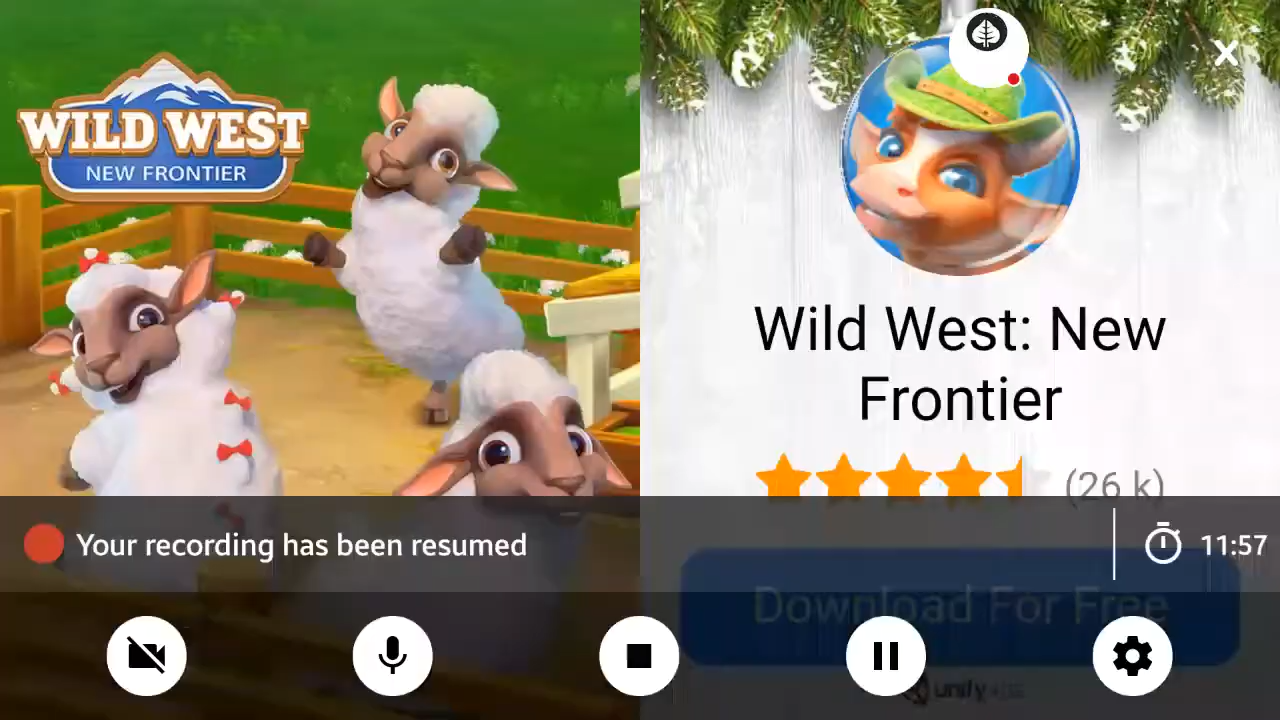 WILD WEST
NEW FRONTIER
Wild West: New
Frontier
(26 k)
Your recording has been resumed
11:57
Download For Free
unity